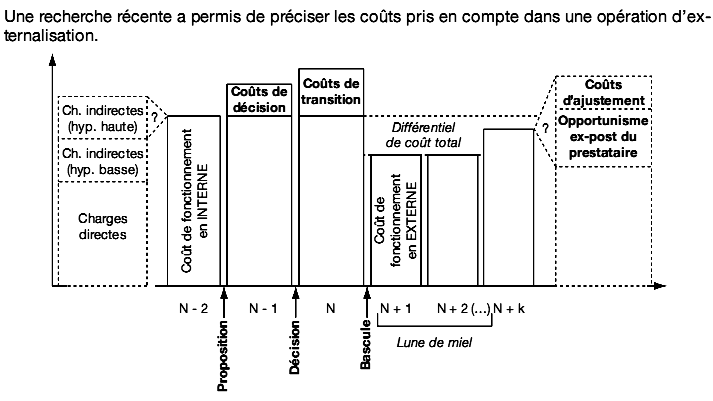 Une recherche récente a permis de préciser les coûts pris en compte dans une opération d'ex-
ternalisation.
Ch. indirectes
(hyp. haute)
?
Ch. indirectes
(hyp. basse)
Charges
directes
Coût de fonctionnement
en INTERNE
Coûts de
décision
Coûts de
transition
Différentiel
de coût total
Coût de
fonctionnement
en EXTERNE
?
Coûts
d'ajustement
Opportunisme
ex-post du
prestataire
N - 2
N - 1
N
N + 1
N + 2 (...) N + k
Proposition
Décision
Bascule
Lune de miel